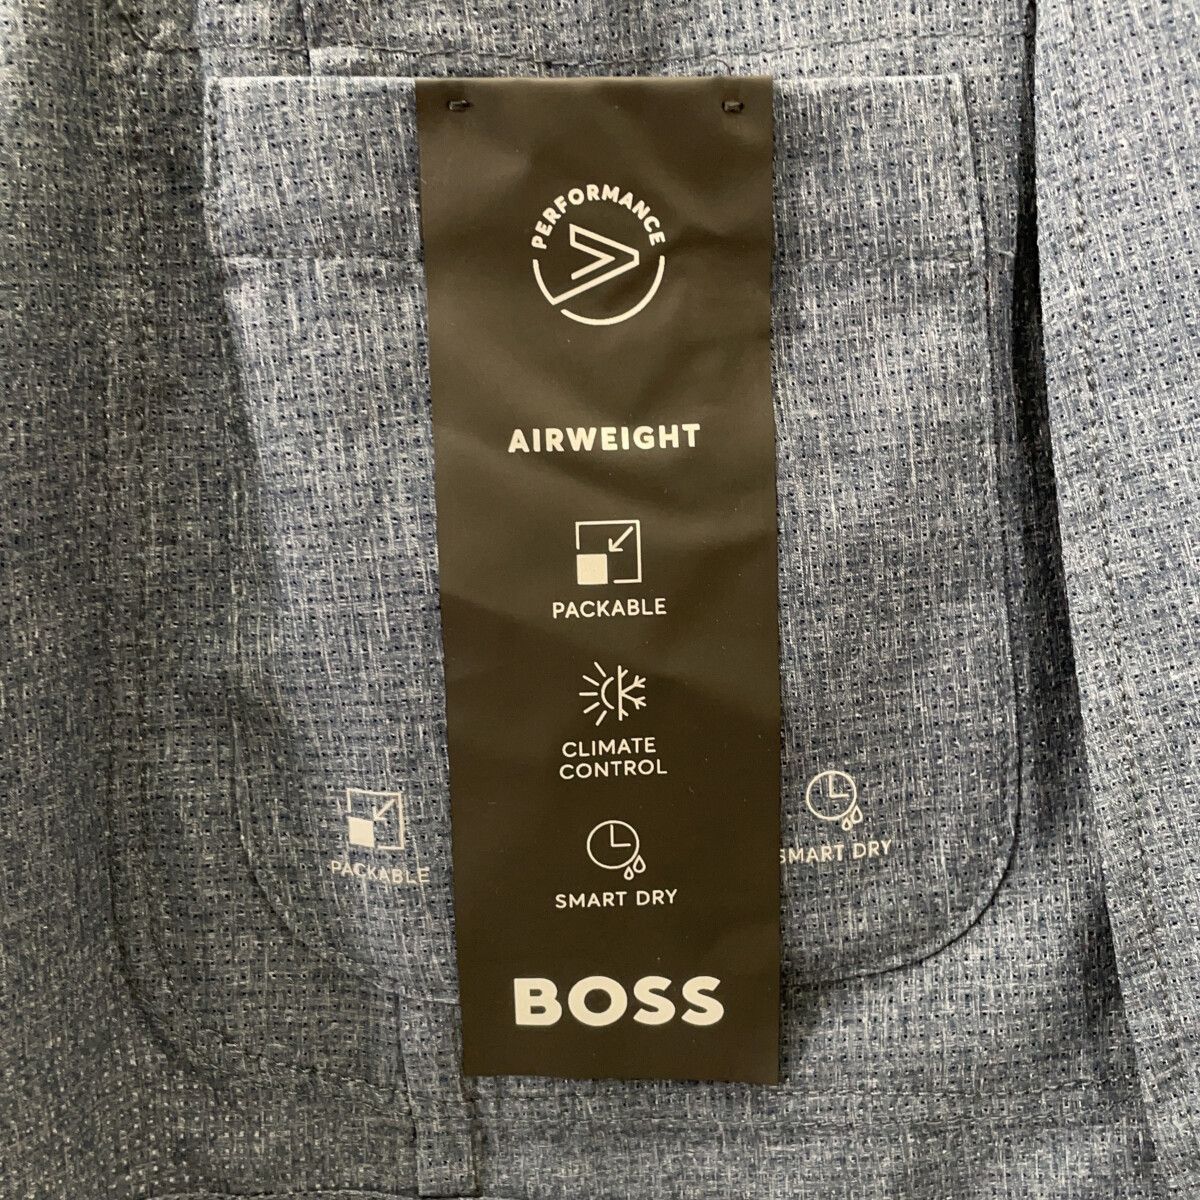 PERFORMANCE
AIRWEIGHT
PACKABLE
CLIMATE
CONTROL
SMART DRY
BOSS
PACKABLE
SMART DRY